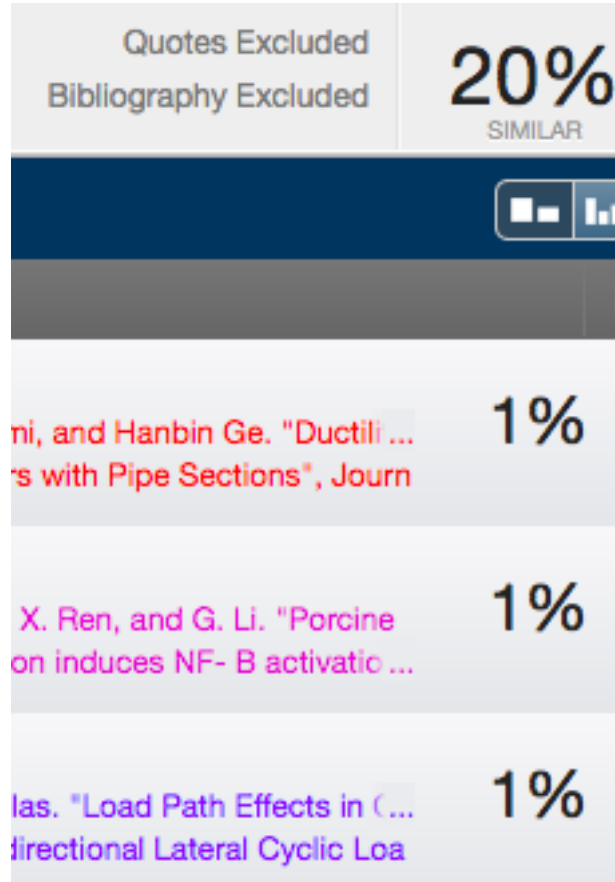 Quotes Excluded
Bibliography Excluded
20%
SIMILAR
mi, and Hanbin Ge. "Ductili ...
rs with Pipe Sections", Journ
1%
X. Ren, and G. Li. "Porcine
on induces NF- B activatio ...
1%
las. "Load Path Effects in (...
directional Lateral Cyclic Loa
1%